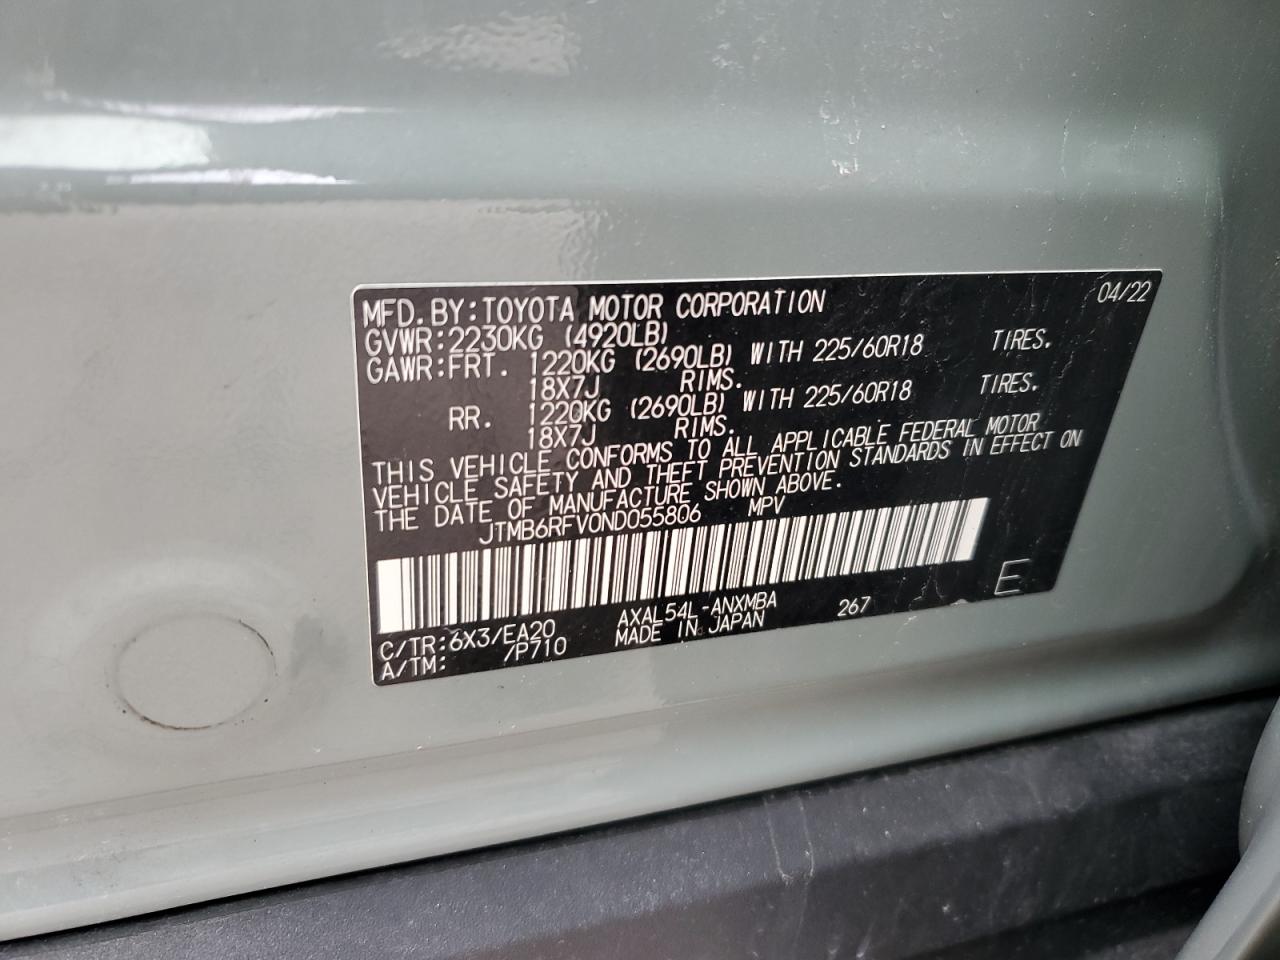 MFD. BY: TOYOTA MOTOR CORPORATION 04/22
GVWR: 2230KG (4920LB)
GAWR: FRT. 1220KG (2690LB) WITH 225/60R18 TIRES.
18X7J RIMS.
RR. 1220KG (2690LB) WITH 225/60R18 TIRES.
18X7J RIMS.
THIS VEHICLE CONFORMS TO ALL APPLICABLE FEDERAL MOTOR
VEHICLE SAFETY AND THEFT PREVENTION STANDARDS IN EFFECT ON
THE DATE OF MANUFACTURE SHOWN ABOVE.
JTMB6RFV0ND055806 MPV
C/TR: 6X3/EA20 AXAL54L-ANXMBA 267 E
A/TM: /P710 MADE IN JAPAN